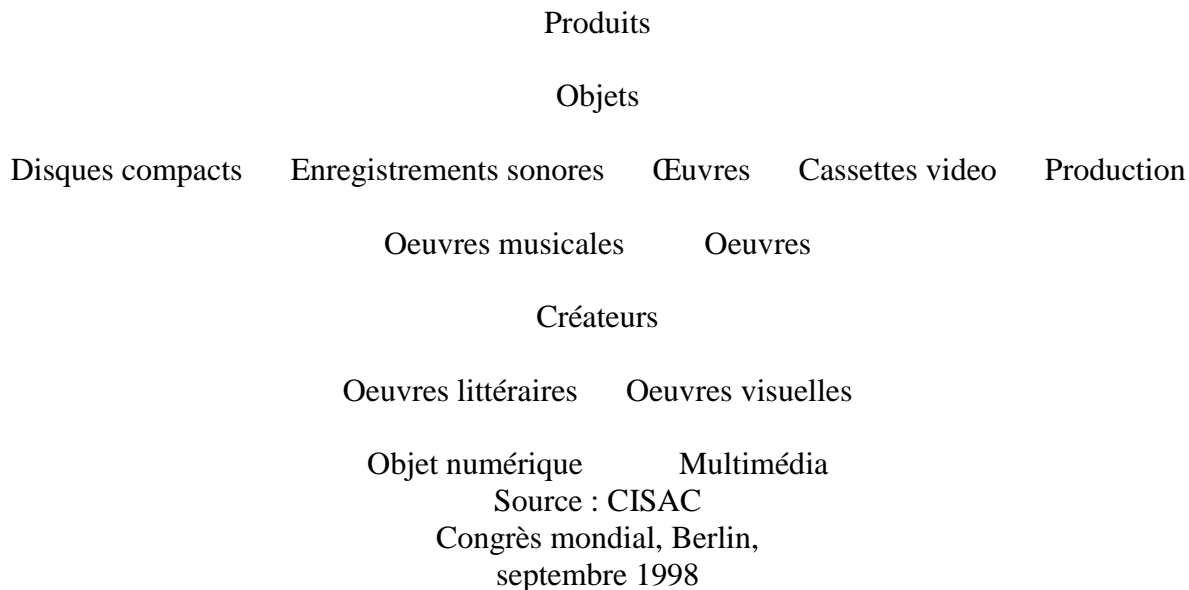 Produits
Objets
Disques compacts Enregistrements sonores Œuvres Cassettes video Production
Oeuvres musicales Oeuvres
Créateurs
Oeuvres littéraires Oeuvres visuelles
Objet numérique Multimédia
Source : CISAC
Congrès mondial, Berlin,
septembre 1998